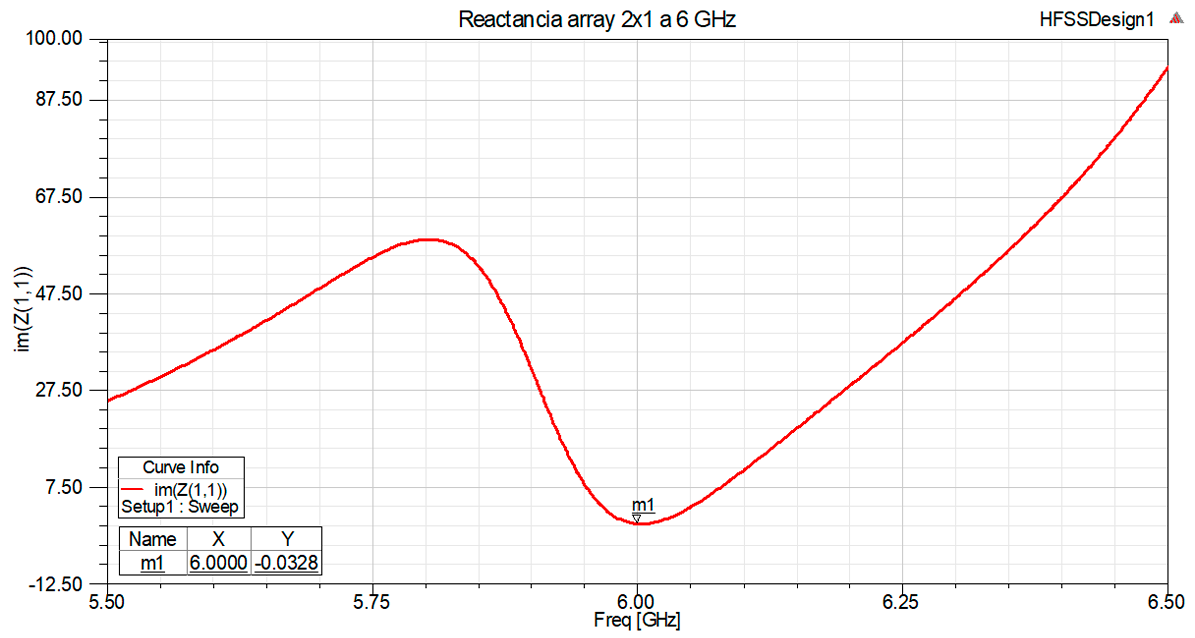 Reactancia array 2x1 a 6 GHz
HFSSDesign1
100.00
87.50
67.50
47.50
27.50
7.50
-12.50
im(Z(1,1))
Curve Info
im(Z(1,1))
Setup1 : Sweep
Name X Y
m1 6.0000 -0.0328
m1
5.50 5.75 6.00 6.25 6.50
Freq [GHz]